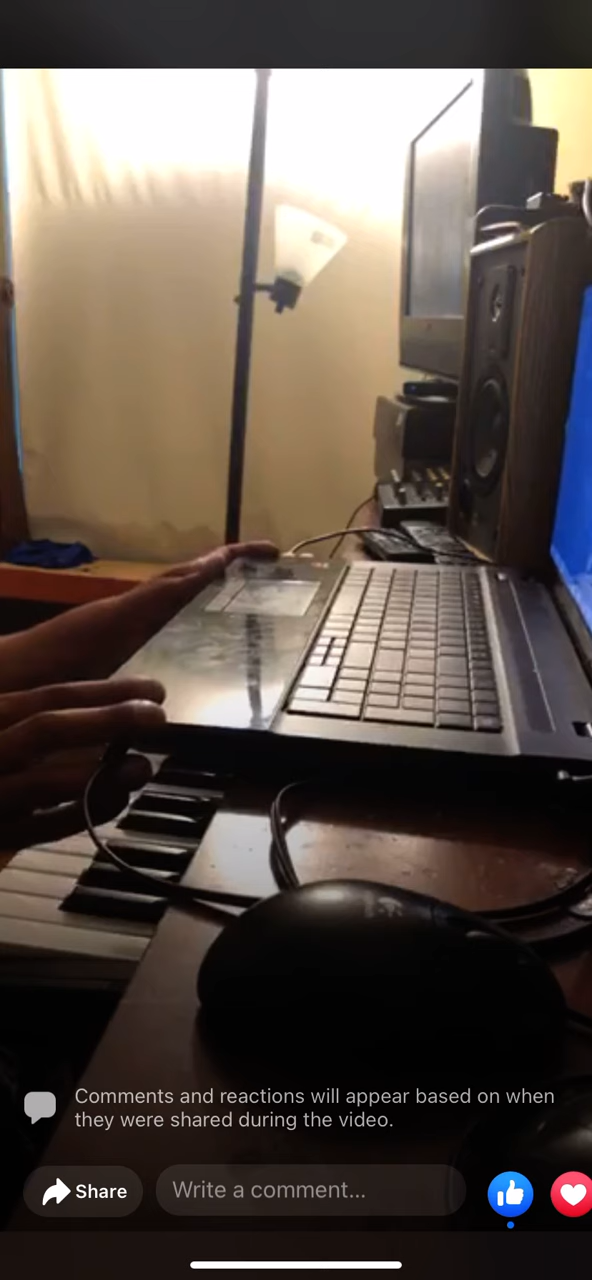 Comments and reactions will appear based on when
they were shared during the video.
Share
Write a comment...